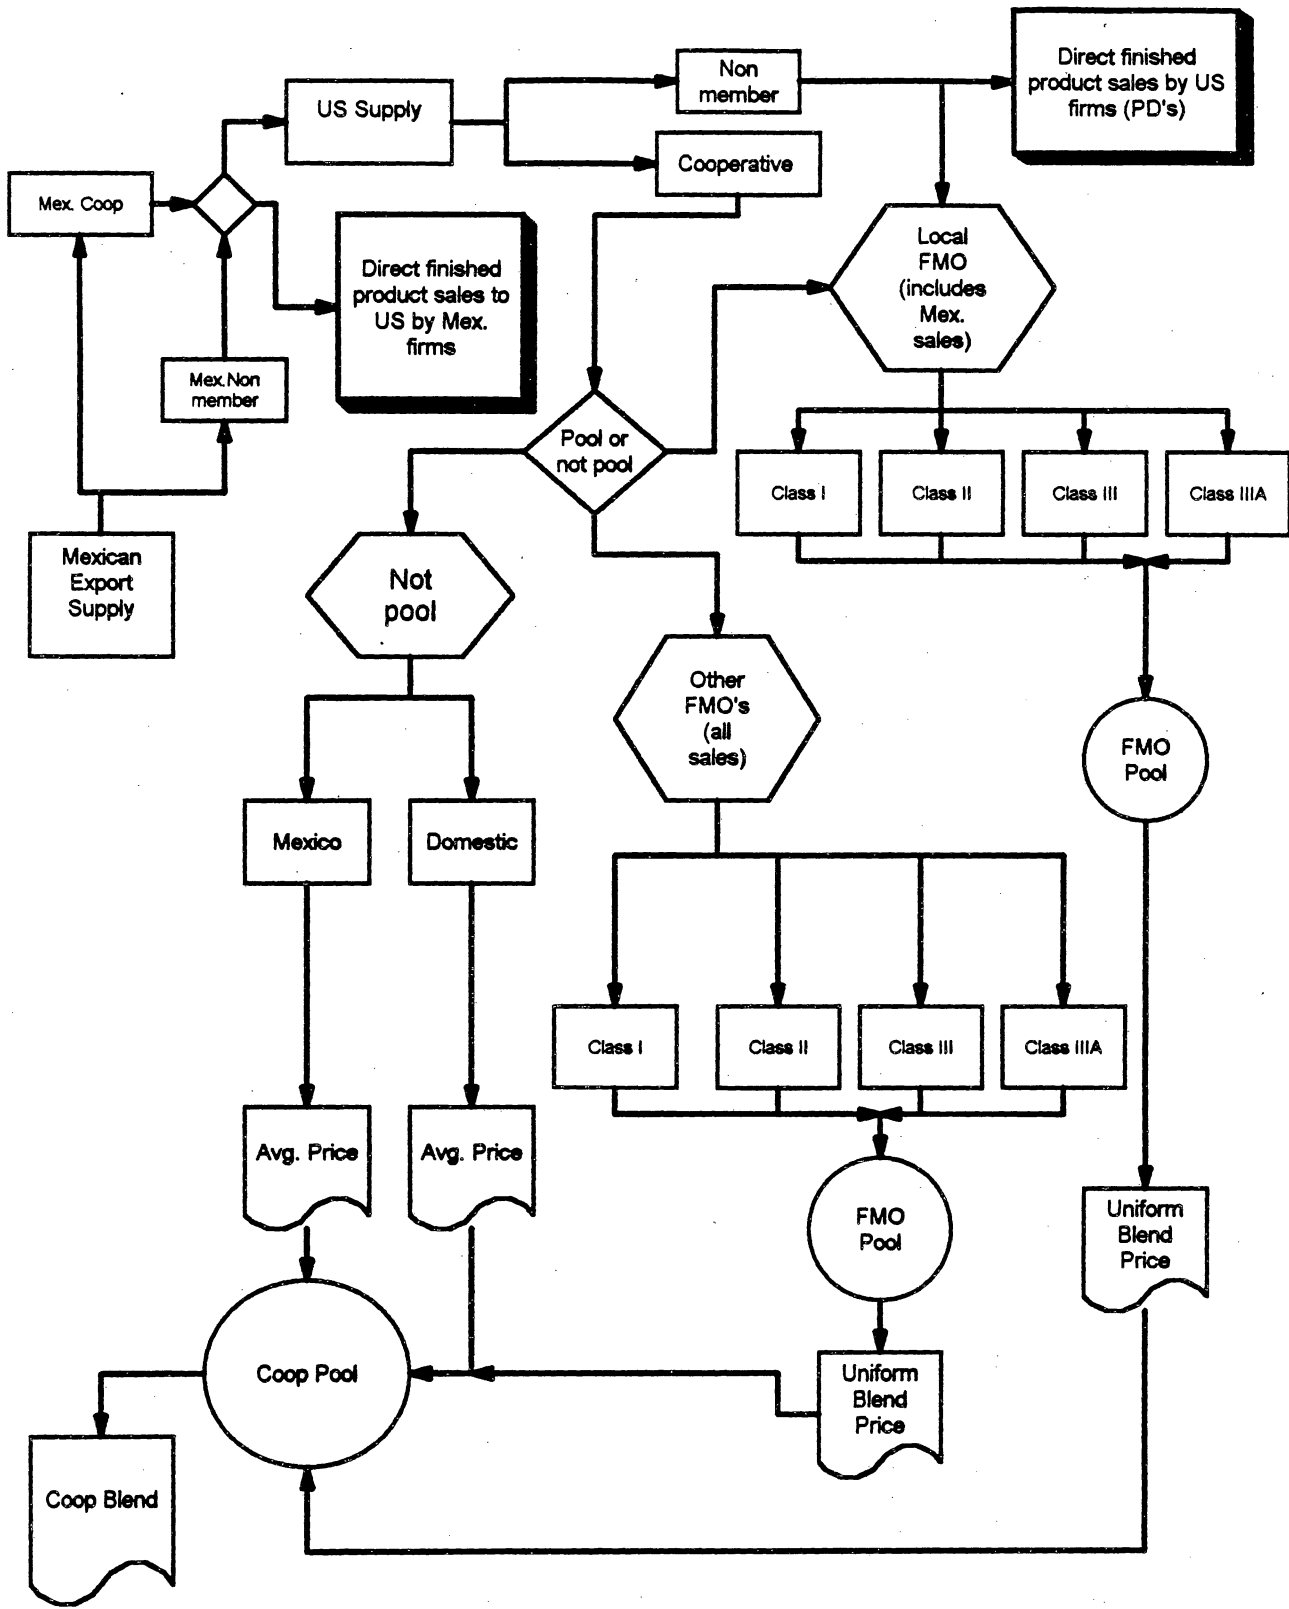 Non
member
Direct finished
product sales by US
firms (PD's)
US Supply
Cooperative
Mex. Coop
Direct finished
product sales to
US by Mex.
firms
Local
FMO
(includes
Mex.
sales)
Mex.Non
member
Pool or
not pool
Class I
Class II
Class III
Class IIIA
Mexican
Export
Supply
Not
pool
Other
FMO's
(all
sales)
FMO
Pool
Mexico
Domestic
Class I
Class II
Class III
Class IIIA
Avg. Price
Avg. Price
FMO
Pool
Uniform
Blend
Price
Coop Pool
Uniform
Blend
Price
Coop Blend